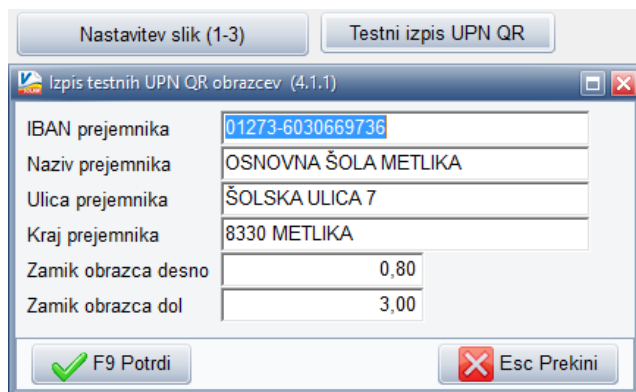 Nastavitev slik (1-3) Testni izpis UPN QR
Izpis testnih UPN QR obrazcev (4.1.1)
IBAN prejemnika 01273-6030669736
Naziv prejemnika OSNOVNA ŠOLA METLIKA
Ulica prejemnika ŠOLSKA ULICA 7
Kraj prejemnika 8330 METLIKA
Zamik obrazca desno 0,80
Zamik obrazca dol 3,00
F9 Potrdi Esc Prekini